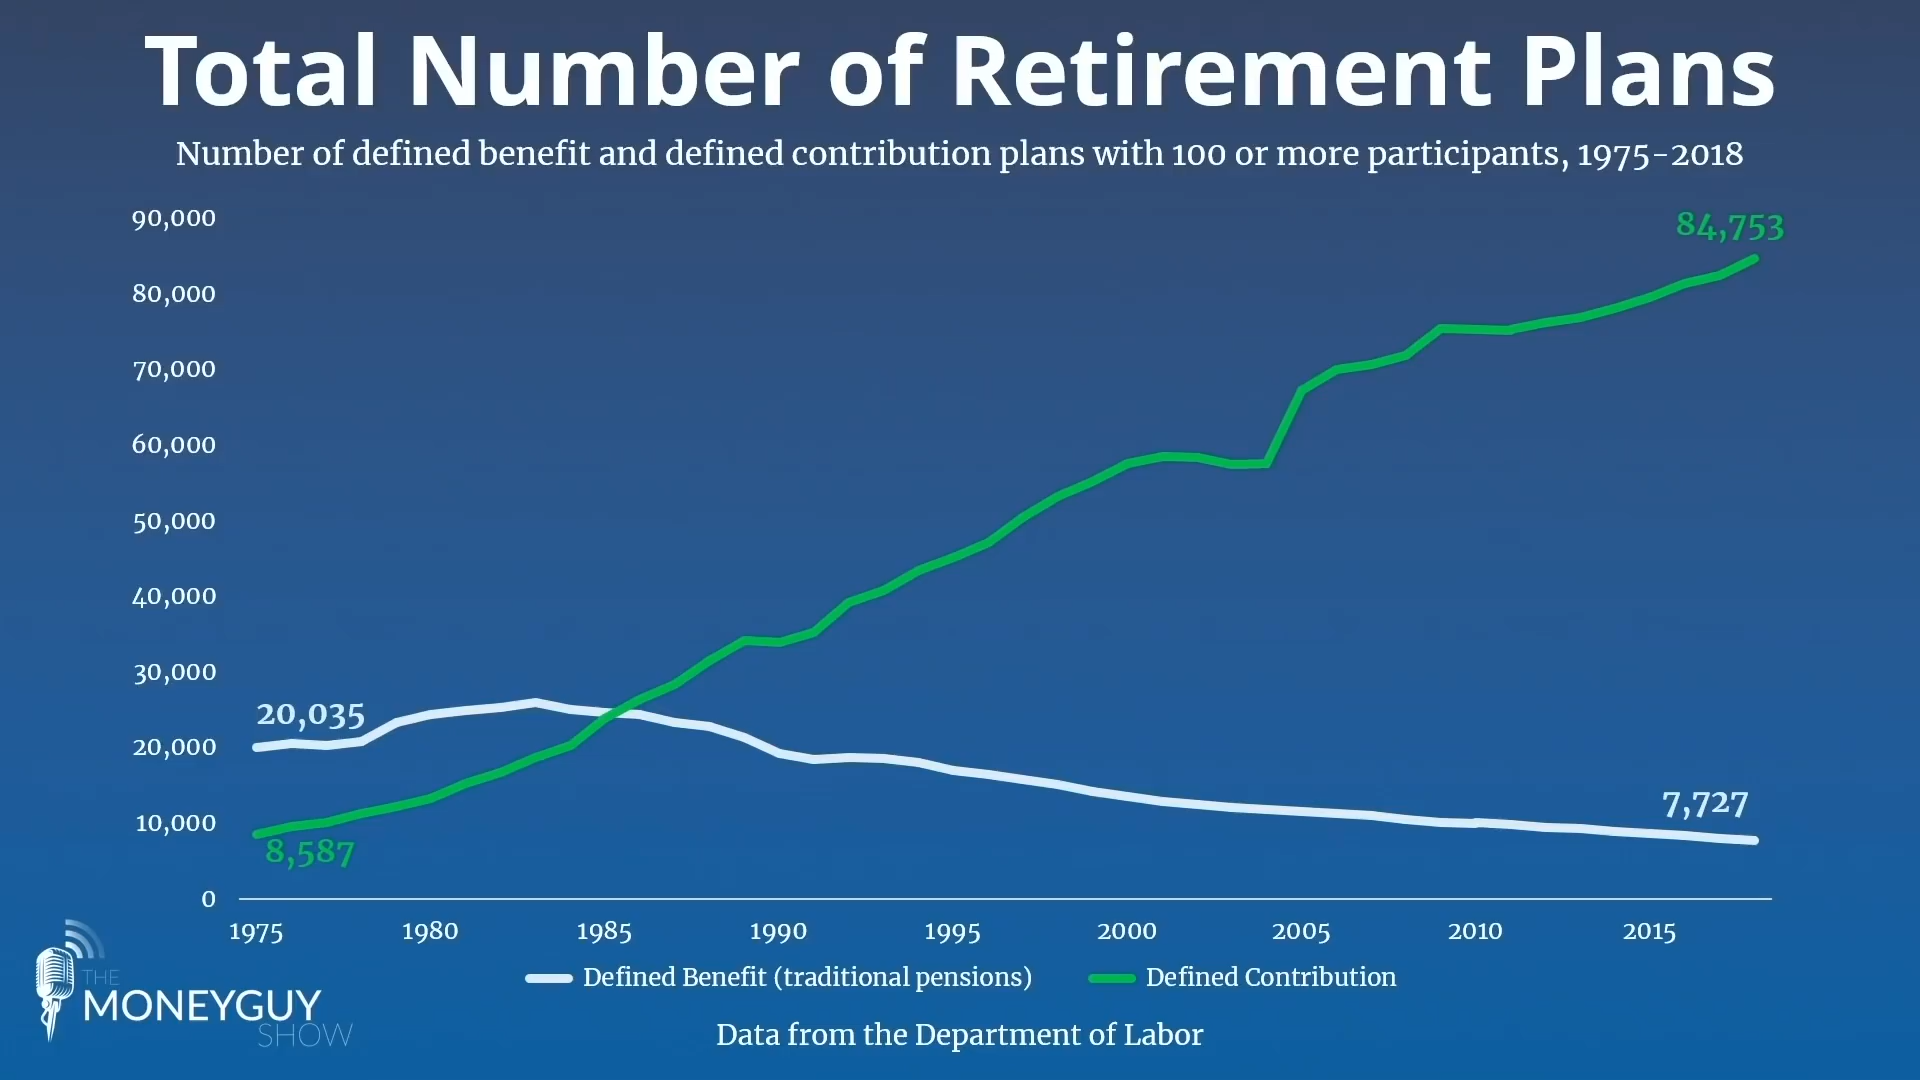 Total Number of Retirement Plans
Number of defined benefit and defined contribution plans with 100 or more participants, 1975-2018
90,000
84,753
80,000
70,000
60,000
50,000
40,000
30,000
20,035
20,000
7,727
10,000
8,587
0
1975 1980 1985 1990 1995 2000 2005 2010 2015
Defined Benefit (traditional pensions) Defined Contribution
THE
MONEYGUY
SHOW
Data from the Department of Labor